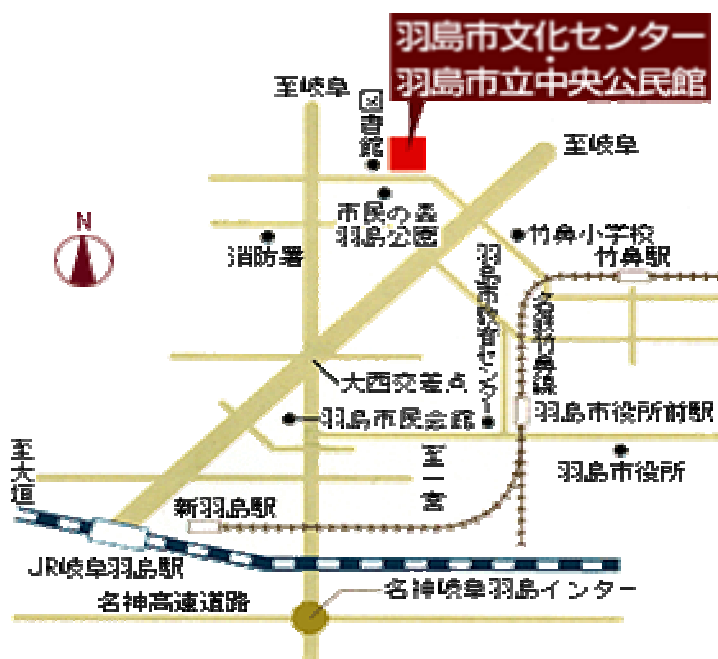 羽島市文化センター
・
羽島市立中央公民館
至岐阜
図書館
至岐阜
市民の森
羽島公園
竹鼻小学校
N
消防署
竹鼻駅
羽島市教育センター
名鉄竹鼻線
大西交差点
羽島市民会館
羽島市役所前駅
至大垣
至一宮
羽島市役所
新羽島駅
JR岐阜羽島駅
名神岐阜羽島インター
名神高速道路